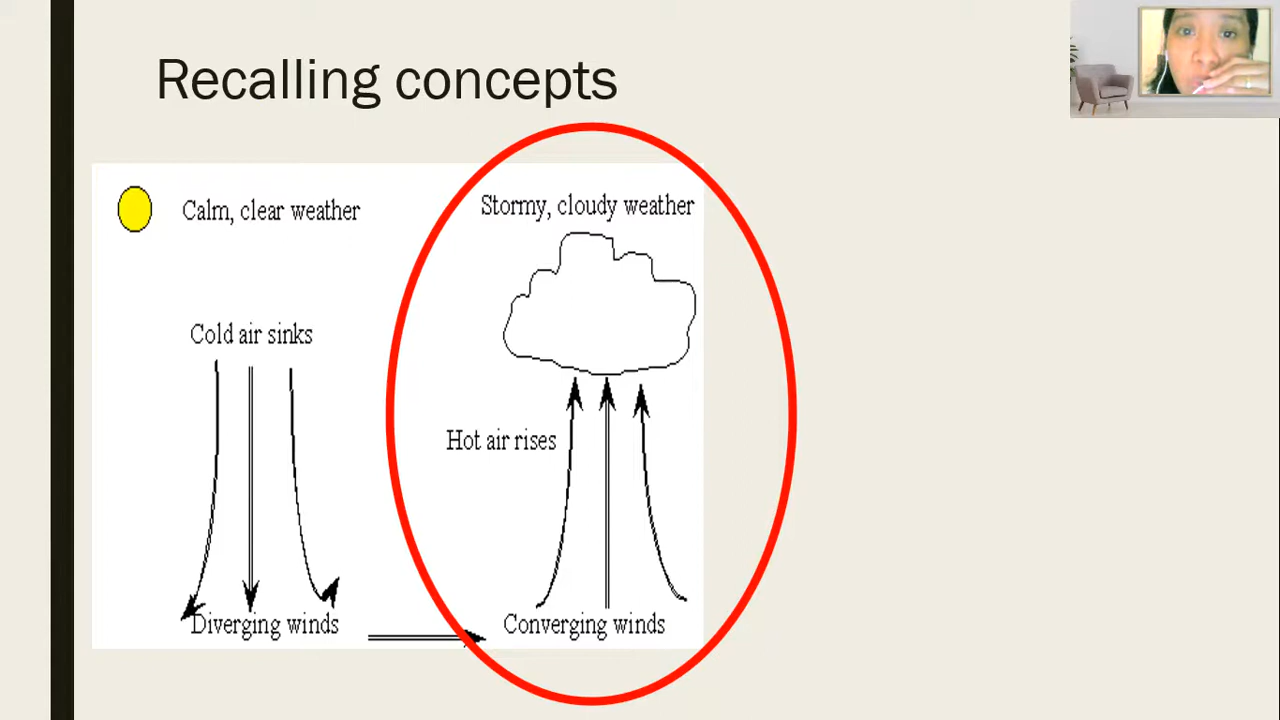 Recalling concepts
Calm, clear weather
Stormy, cloudy weather
Cold air sinks
Hot air rises
Diverging winds
Converging winds